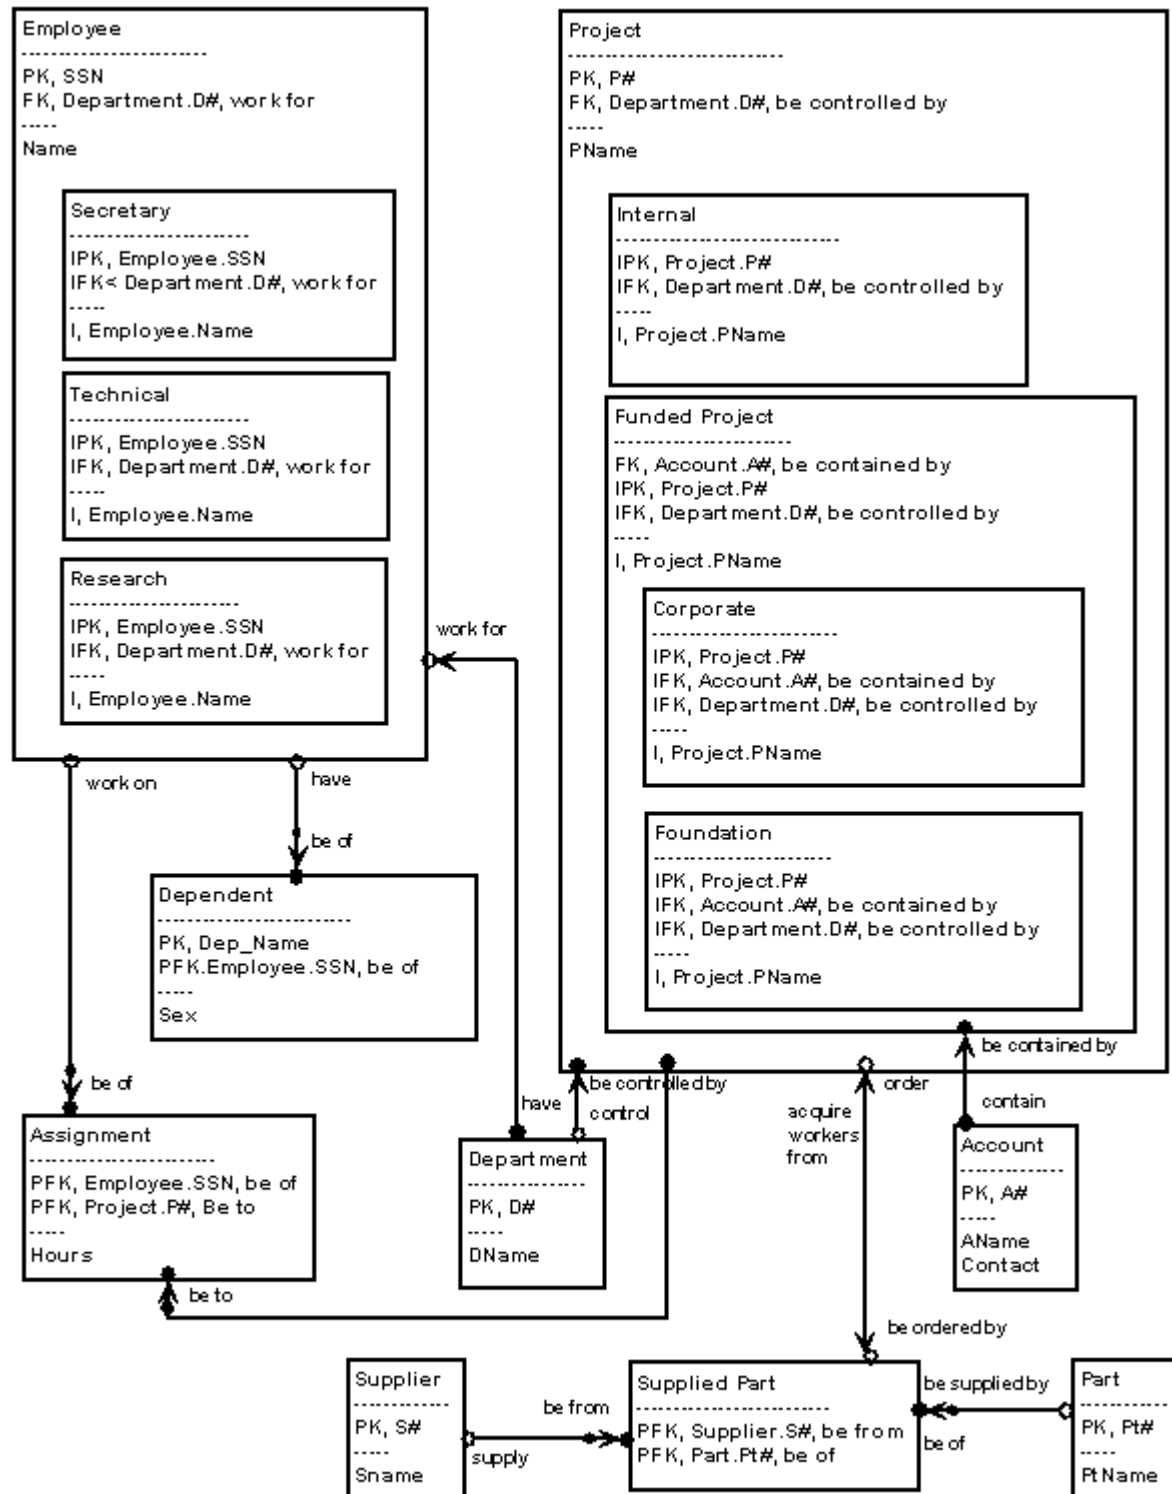 Employee
-------------------------
PK, SSN
FK, Department.D#, work for
-----
Name
Secretary
------------------------
IPK, Employee.SSN
IFK< Department.D#, work for
-----
I, Employee.Name
Technical
------------------------
IPK, Employee.SSN
IFK, Department.D#, work for
-----
I, Employee.Name
Research
-----------------------
IPK, Employee.SSN
IFK, Department.D#, work for
-----
I, Employee.Name
Project
-----------------------------
PK, P#
FK, Department.D#, be controlled by
-----
PName
Internal
------------------------------
IPK, Project.P#
IFK, Department.D#, be controlled by
-----
I, Project.PName
Funded Project
------------------------
FK, Account.A#, be contained by
IPK, Project.P#
IFK, Department.D#, be controlled by
-----
I, Project.PName
Corporate
-------------------------
IPK, Project.P#
IFK, Account.A#, be contained by
IFK, Department.D#, be controlled by
-----
I, Project.PName
Foundation
------------------------
IPK, Project.P#
IFK, Account.A#, be contained by
IFK, Department.D#, be controlled by
-----
I, Project.PName
work for
work on
have
be of
Dependent
--------------------------
PK, Dep_Name
PFK.Employee.SSN, be of
-----
Sex
be of
have
be controlled by
control
order
acquire
workers
from
be contained by
contain
Assignment
-------------------------
PFK, Employee.SSN, be of
PFK, Project.P#, Be to
-----
Hours
be to
Department
----------------
PK, D#
-----
DName
Account
--------------
PK, A#
-----
AName
Contact
be ordered by
Supplier
-------------
PK, S#
-----
Sname
be from
supply
Supplied Part
--------------------------
PFK, Supplier.S#, be from
PFK, Part.Pt#, be of
be supplied by
be of
Part
------------
PK, Pt#
-----
PtName